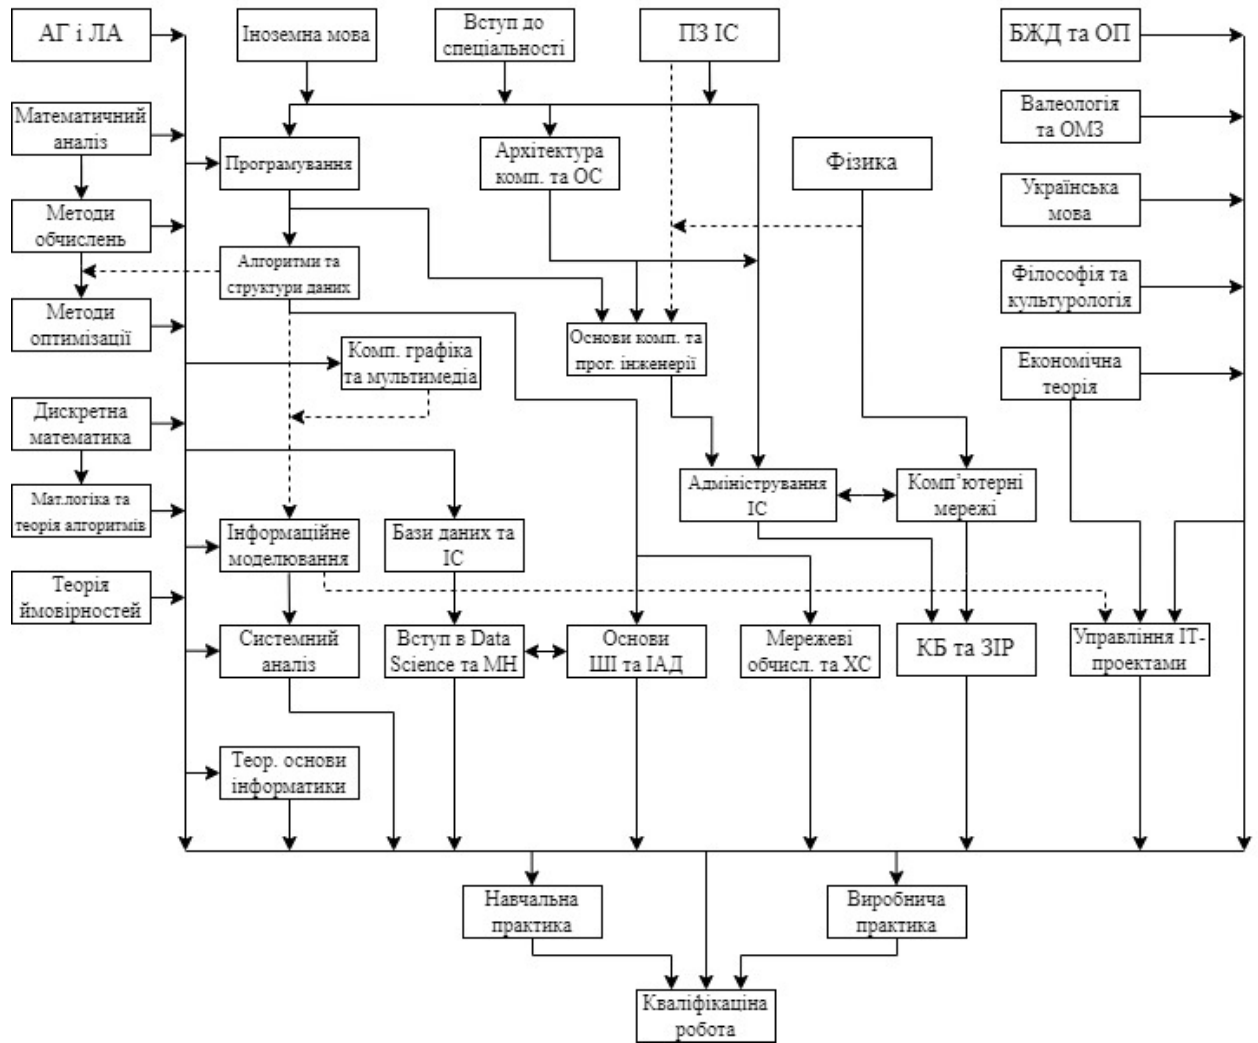 АГ і ЛА
Іноземна мова
Вступ до
спеціальності
ПЗ ІС
БЖД та ОП
Математичний
аналіз
Валеологія
та ОМЗ
Програмування
Архітектура
комп. та ОС
Фізика
Українська
мова
Методи
обчислень
Алгоритми та
структури даних
Філософія та
культурологія
Методи
оптимізації
Комп. графіка
та мультимедіа
Основи комп. та
прог. інженерії
Економічна
теорія
Дискретна
математика
Адміністрування
ІС
Комп’ютерні
мережі
Мат.логіка та
теорія алгоритмів
Інформаційне
моделювання
Бази даних та
ІС
Теорія
ймовірностей
Системний
аналіз
Вступ в Data
Science та МН
Основи
ШІ та ІАД
Мережеві
обчисл. та ХС
КБ та ЗІР
Управління ІТ-
проектами
Теор. основи
інформатики
Навчальна
практика
Виробнича
практика
Кваліфікаціна
робота